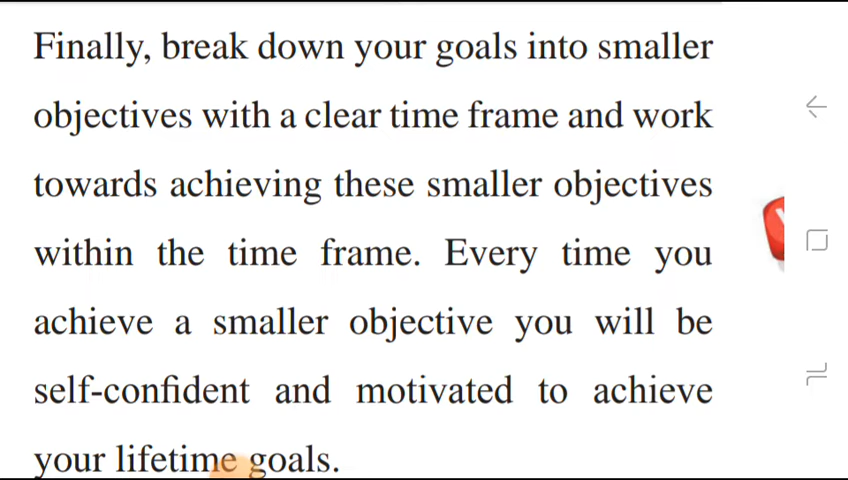 Finally, break down your goals into smaller
objectives with a clear time frame and work
towards achieving these smaller objectives
within the time frame. Every time you
achieve a smaller objective you will be
self-confident and motivated to achieve
your lifetime goals.